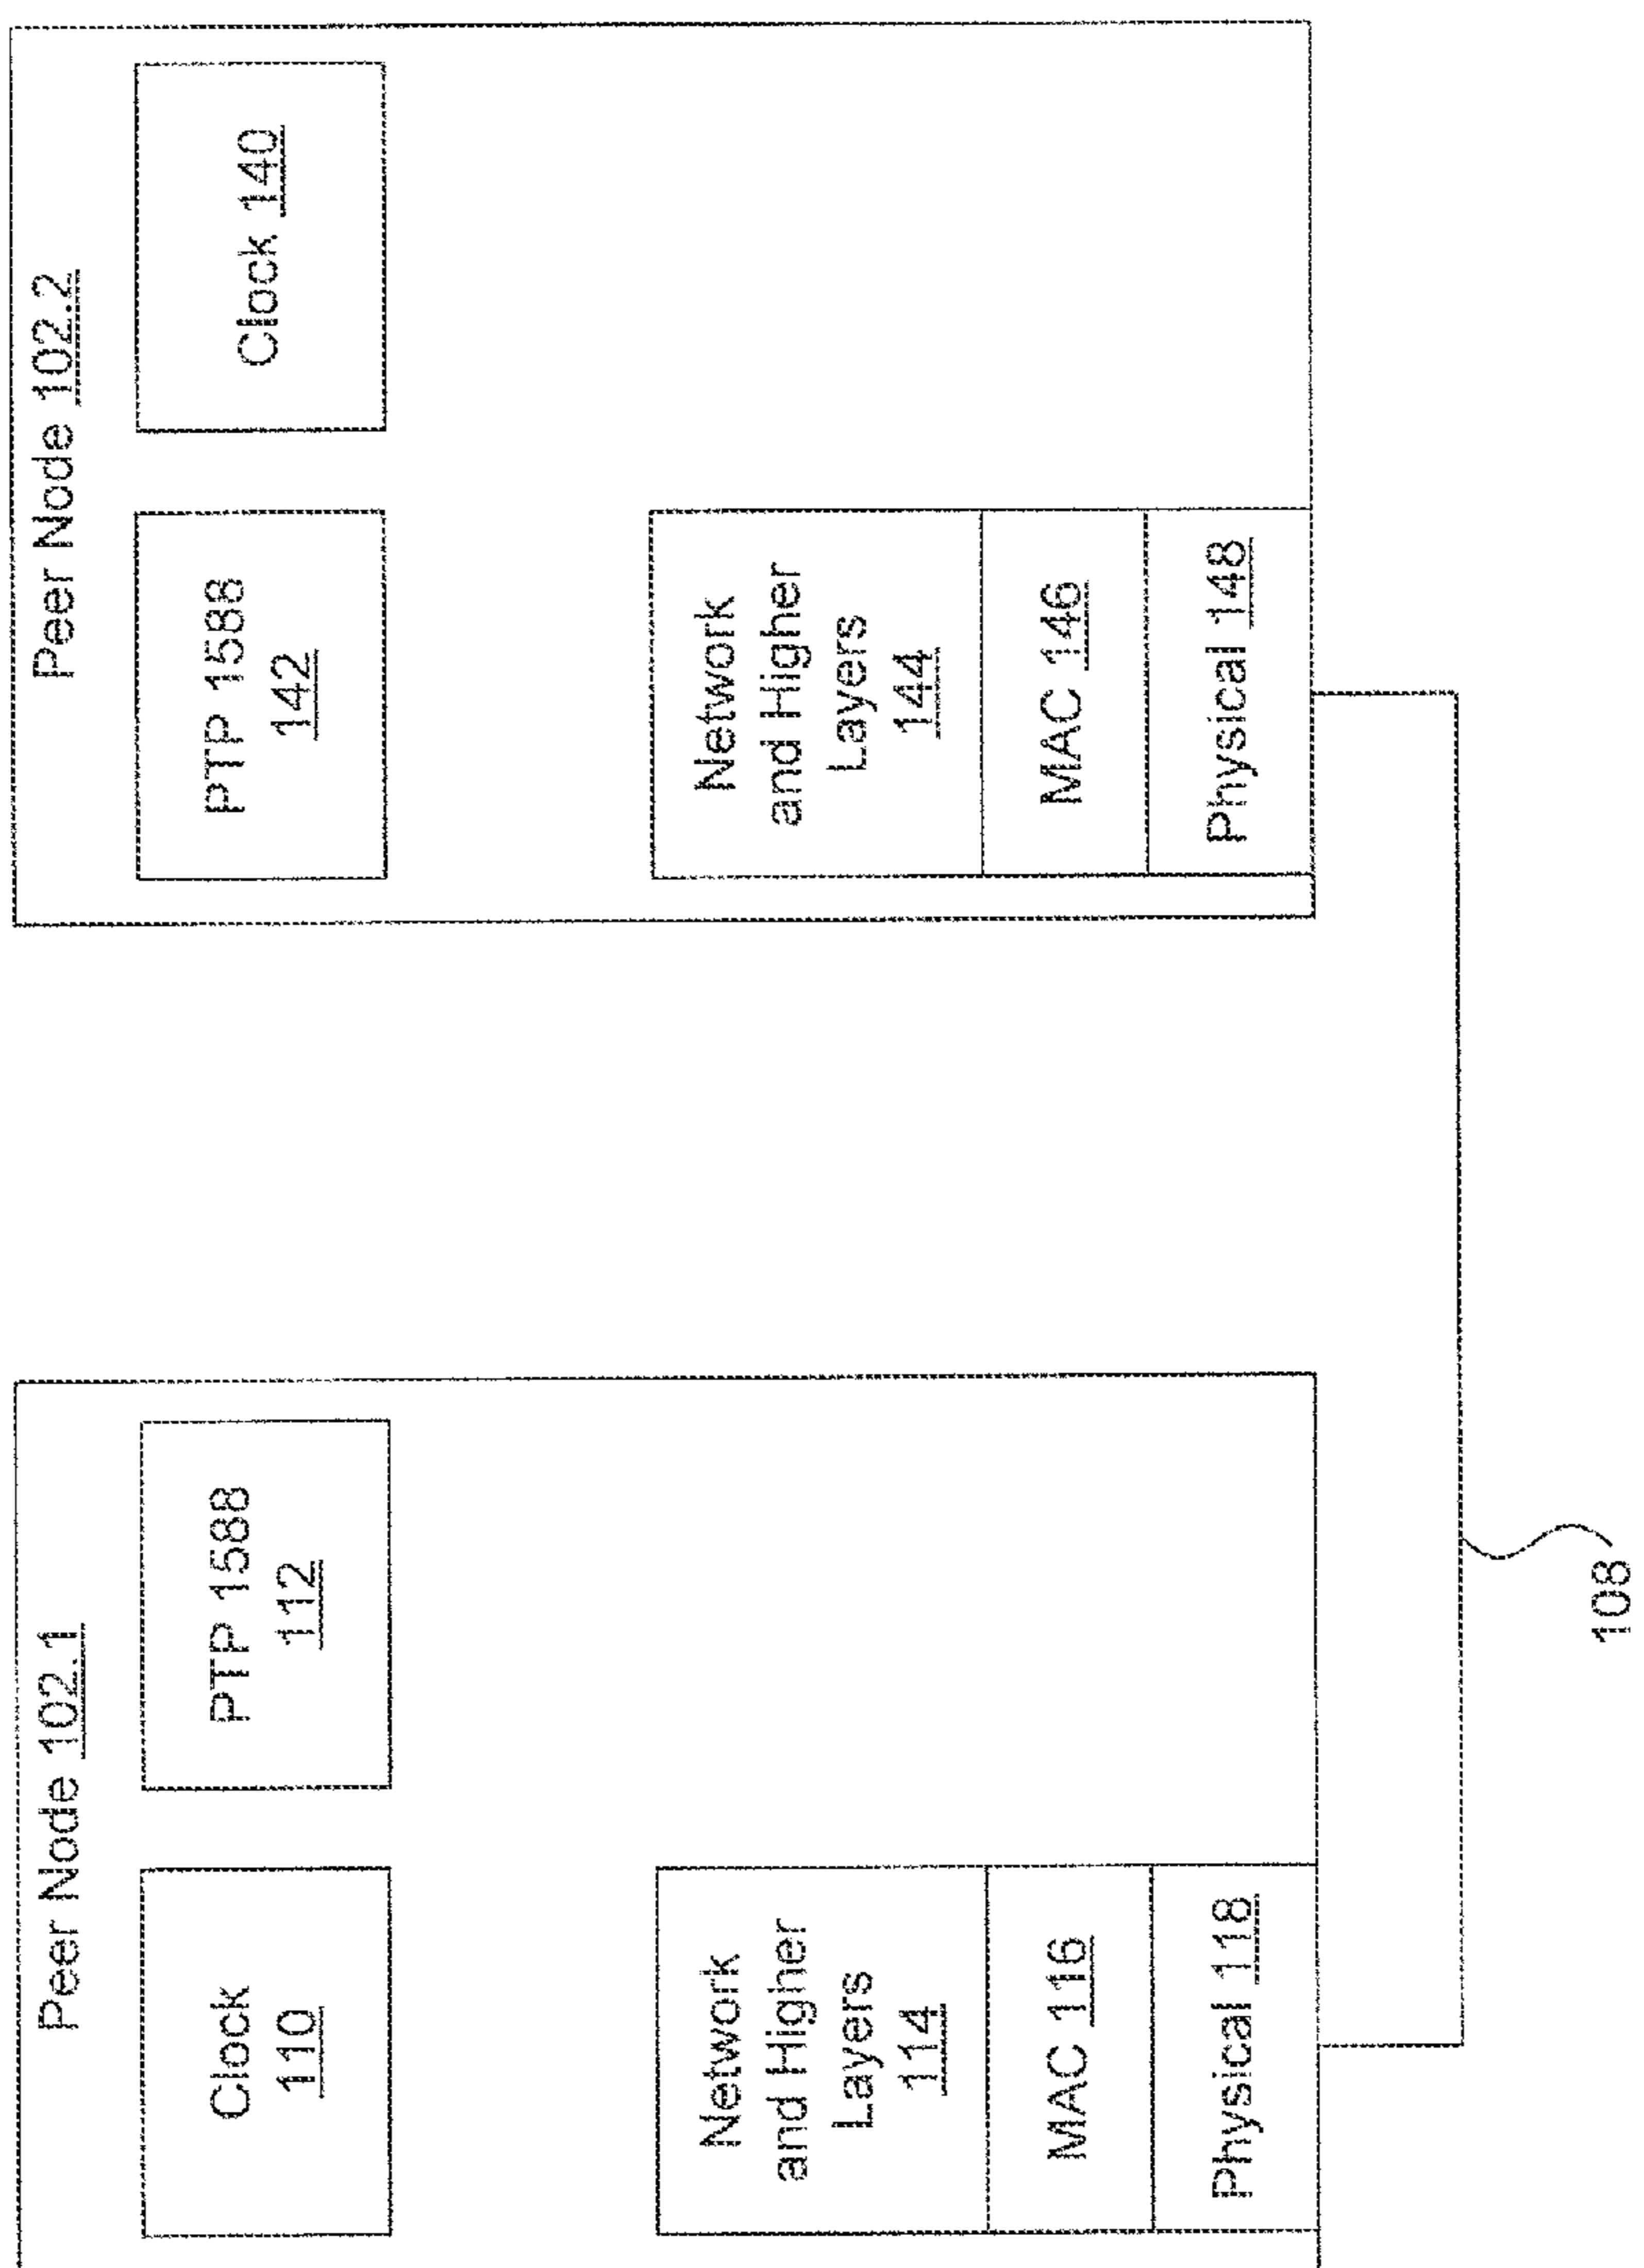 Peer Node 102.1
Clock
110
PTP 1588
112
Network
and Higher
Layers
114
MAC 116
Physical 118
Peer Node 102.2
PTP 1588
142
Clock 140
Network
and Higher
Layers
144
MAC 146
Physical 148
108